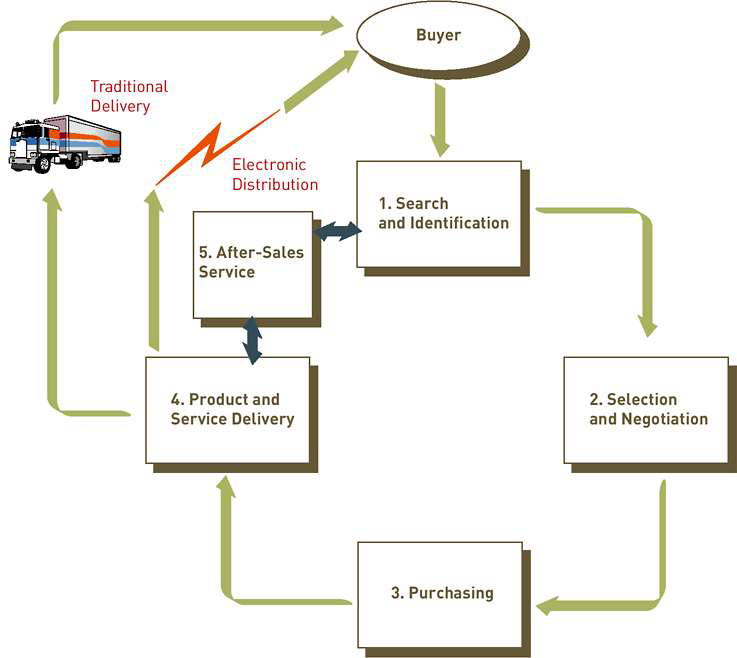 Buyer
Traditional
Delivery
Electronic
Distribution
1. Search
and Identification
5. After-Sales
Service
4. Product and
Service Delivery
2. Selection
and Negotiation
3. Purchasing